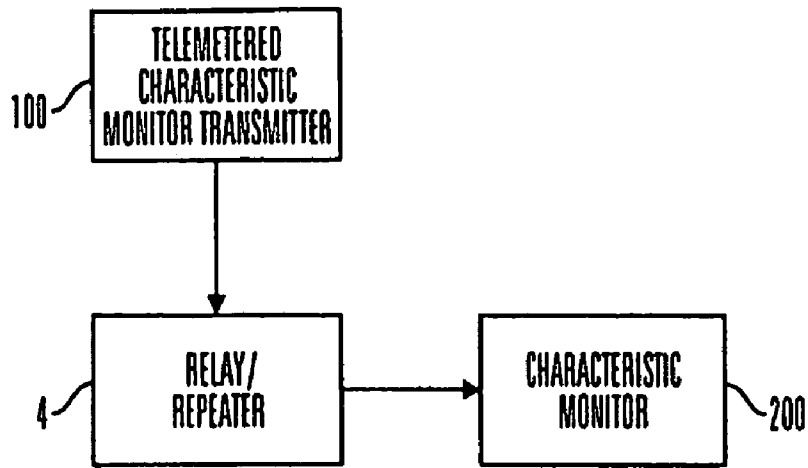 TELEMETERED
CHARACTERISTIC
MONITOR TRANSMITTER
100
RELAY/
REPEATER
4
CHARACTERISTIC
MONITOR
200